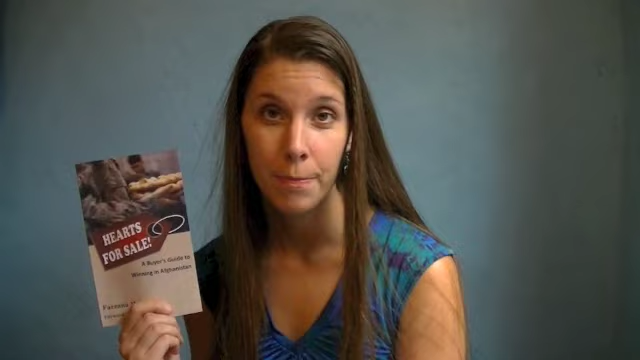 HEARTS
FOR SALE!
A Buyer's Guide to
Winning in Afghanistan